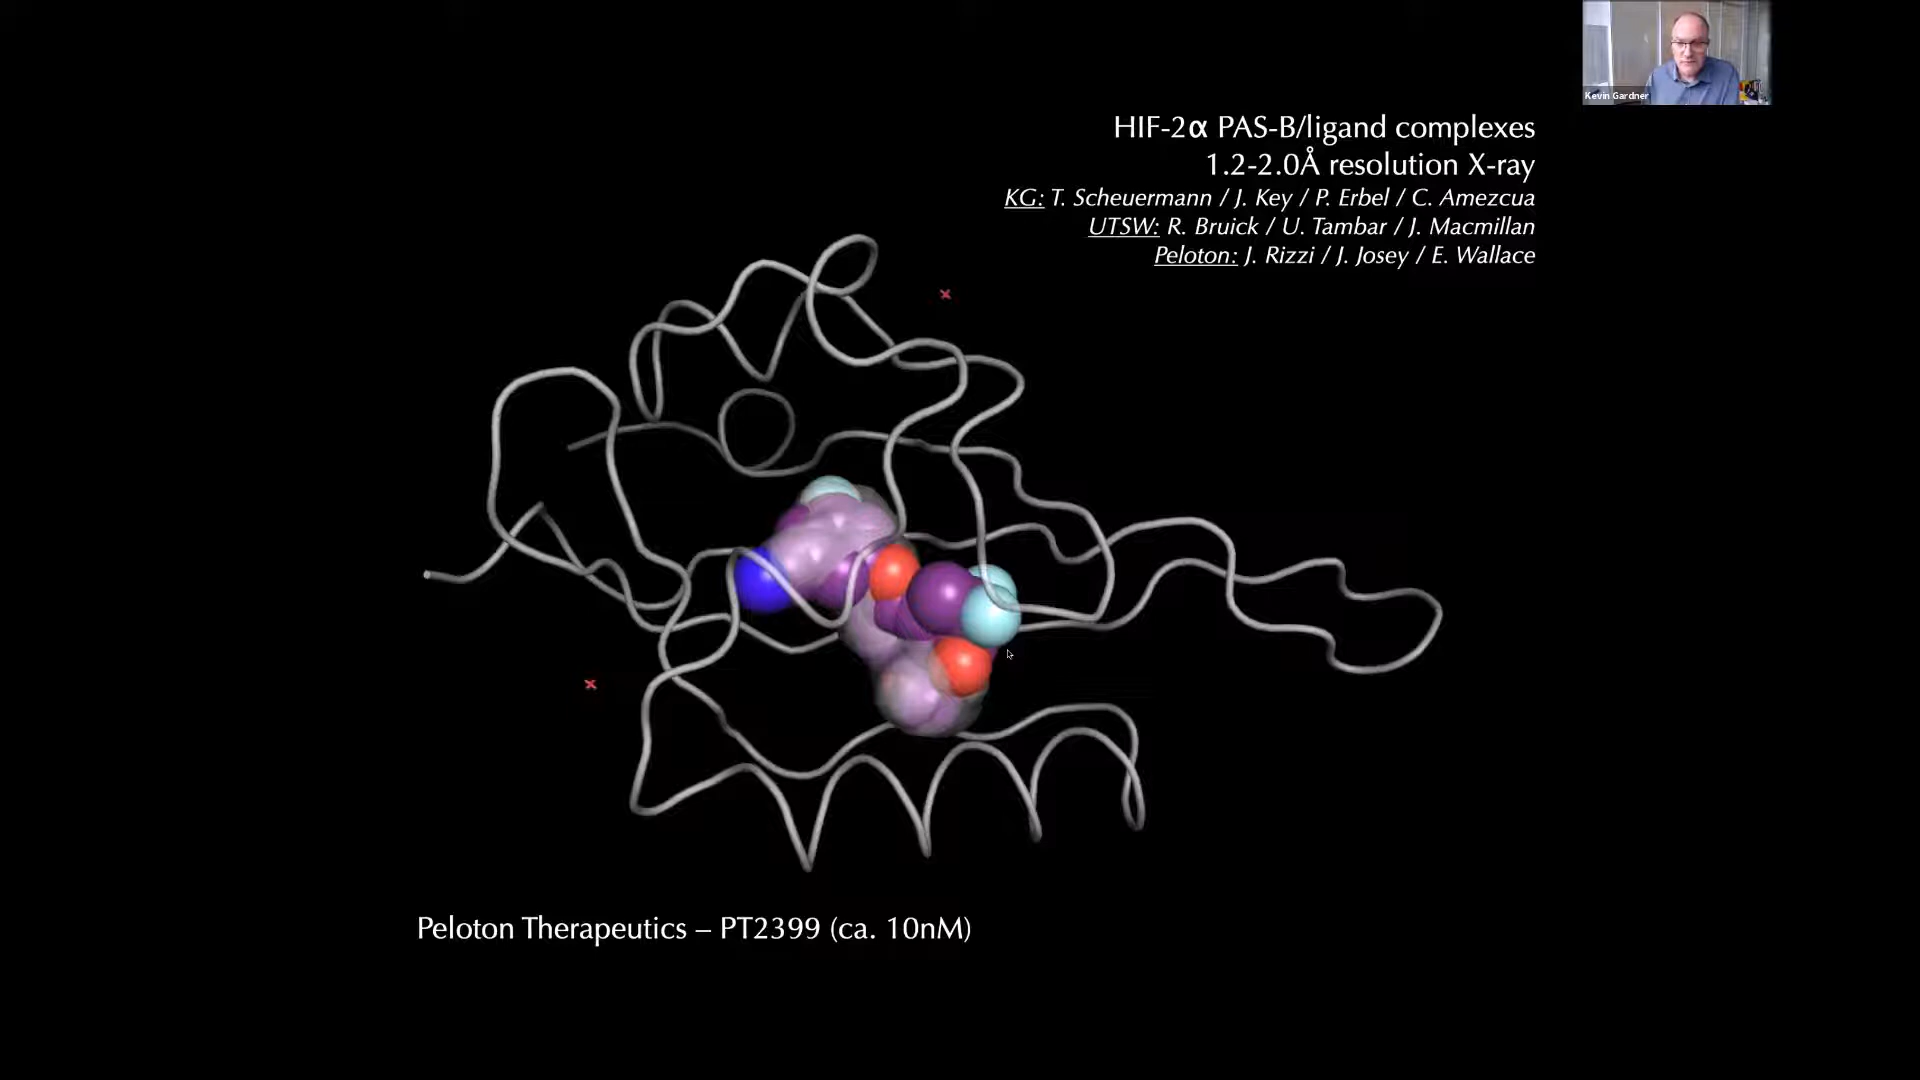 Kevin Gardner
HIF-2α PAS-B/ligand complexes
1.2-2.0Å resolution X-ray
KG: T. Scheuermann / J. Key / P. Erbel / C. Amezcua
UTSW: R. Bruick / U. Tambar / J. Macmillan
Peloton: J. Rizzi / J. Josey / E. Wallace
Peloton Therapeutics – PT2399 (ca. 10nM)